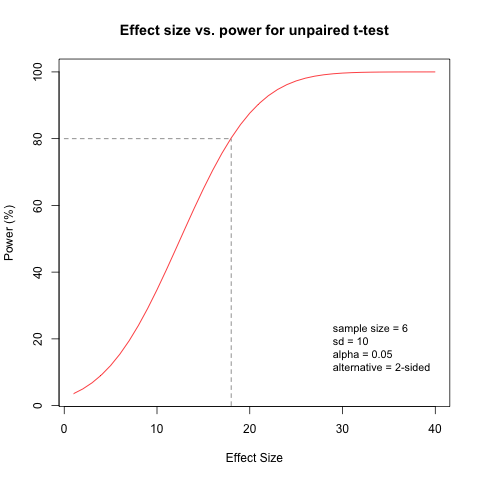 Effect size vs. power for unpaired t-test
Power (%)
100
80
60
40
20
0
sample size = 6
sd = 10
alpha = 0.05
alternative = 2-sided
0 10 20 30 40
Effect Size